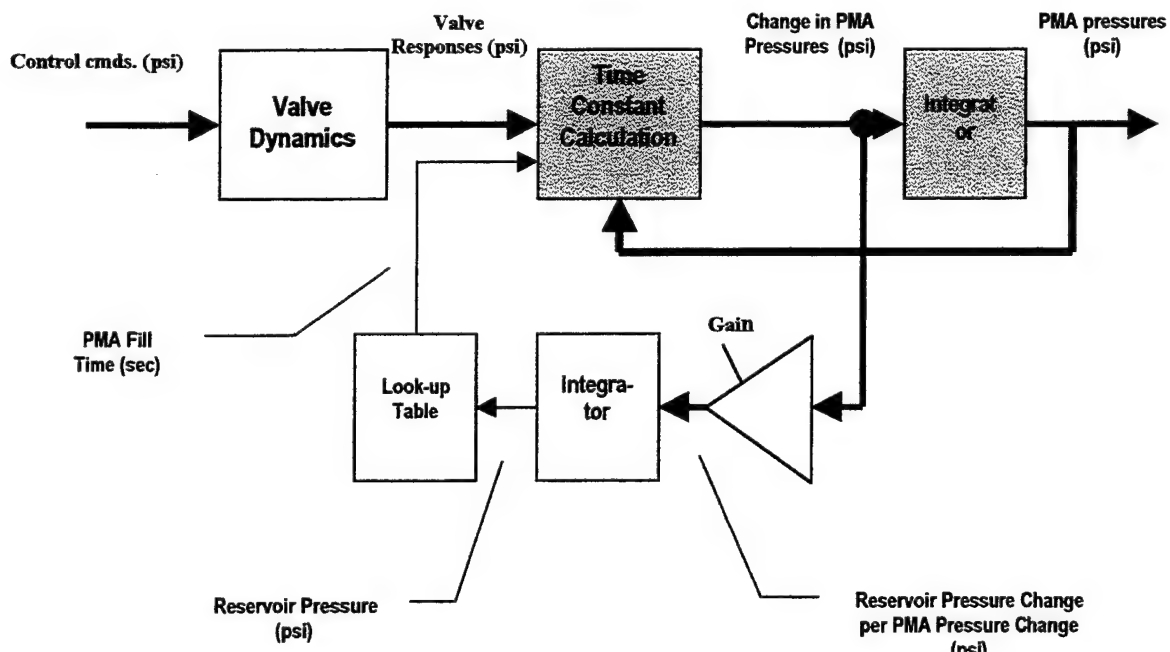 Control cmds. (psi)
Valve
Responses (psi)
Change in PMA
Pressures (psi)
PMA pressures
(psi)
Valve
Dynamics
Time
Constant
Calculation
Integrat
or
PMA Fill
Time (sec)
Gain
Look-up
Table
Integra-
tor
Reservoir Pressure
(psi)
Reservoir Pressure Change
per PMA Pressure Change
(psi)